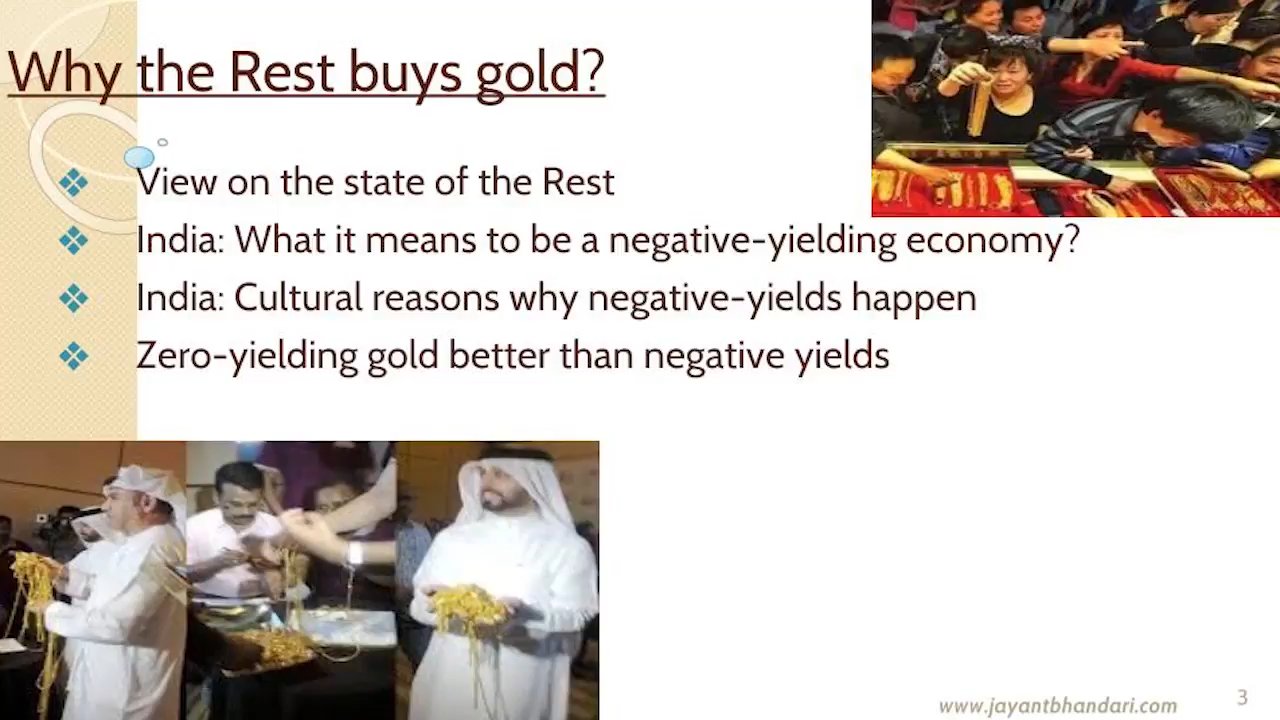 Why the Rest buys gold?
View on the state of the Rest
India: What it means to be a negative-yielding economy?
India: Cultural reasons why negative-yields happen
Zero-yielding gold better than negative yields
www.jayantbhandari.com
3